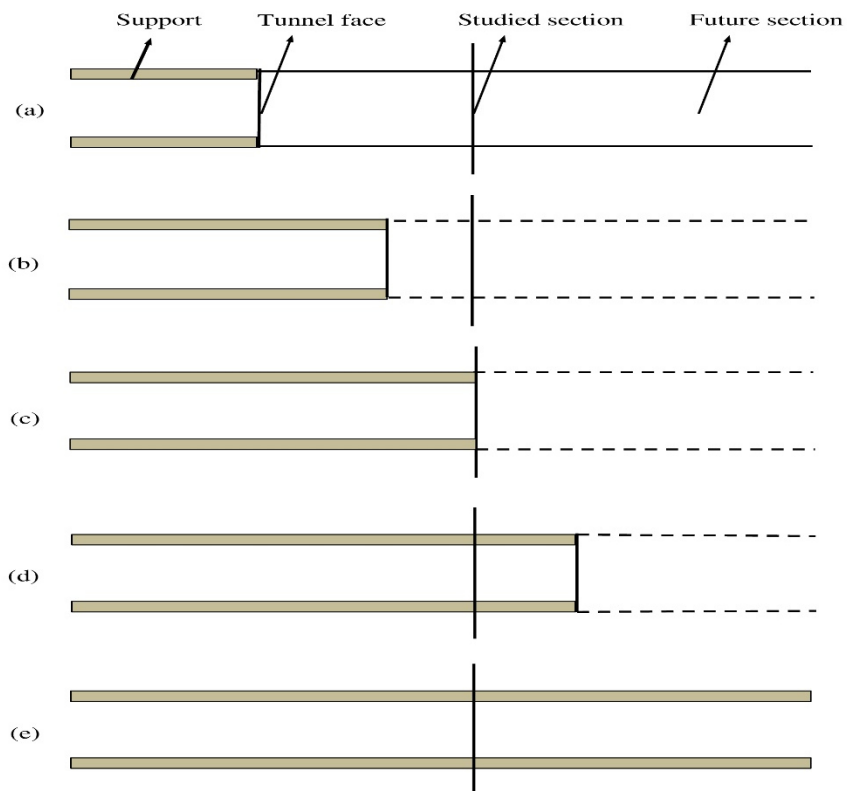 Support Tunnel face Studied section Future section
(a)
(b)
(c)
(d)
(e)